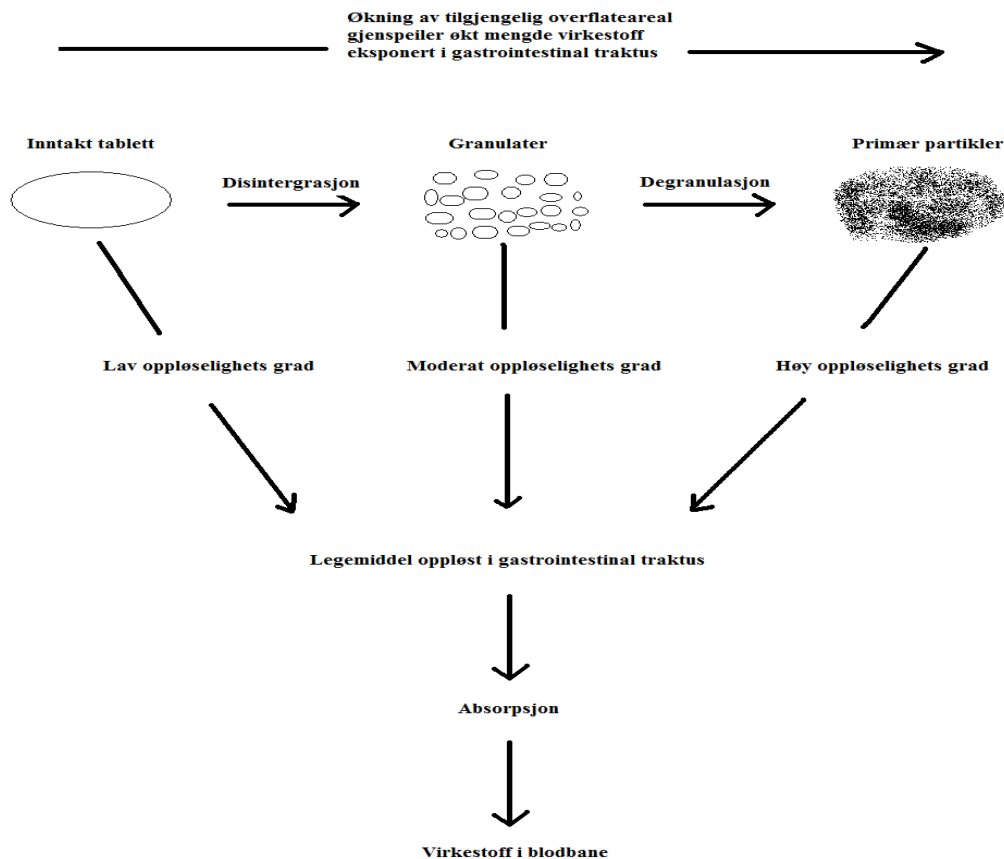 Økning av tilgjengelig overflateareal
gjenspeiler økt mengde virkestoff
eksponert i gastrointestinal traktus
Inntakt tablett
Granulater
Primær partikler
Disintergrasjon
Degranulasjon
Lav oppløselighets grad
Moderat oppløselighets grad
Høy oppløselighets grad
Legemiddel oppløst i gastrointestinal traktus
Absorpsjon
Virkestoff i blodbane